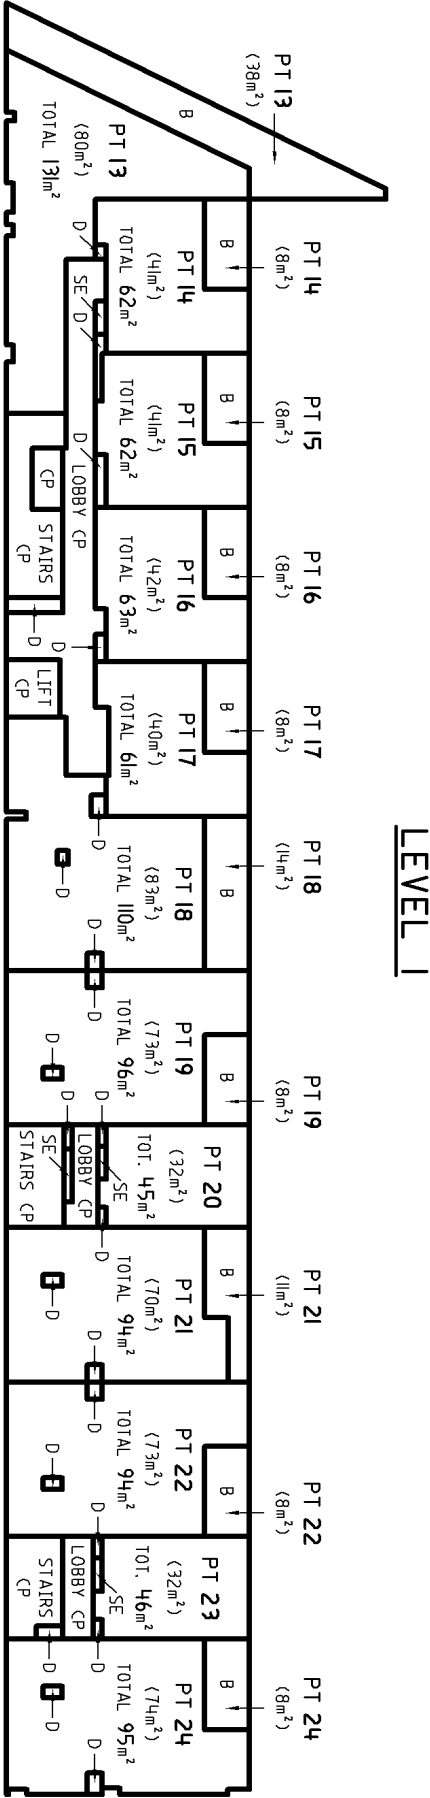 LEVEL 1
PT 13
(38m²)
B
PT 13
(80m²)
TOTAL 131m²
PT 14
(8m²)
B
PT 14
(41m²)
TOTAL 62m²
D
SE
D
PT 15
(8m²)
B
PT 15
(41m²)
TOTAL 62m²
D
LOBBY CP
CP
STAIRS
CP
PT 16
(8m²)
B
PT 16
(42m²)
TOTAL 63m²
D
D
PT 17
(8m²)
B
PT 17
(40m²)
TOTAL 61m²
LIFT
CP
PT 18
(14m²)
B
PT 18
(83m²)
TOTAL 110m²
D
D
D
PT 19
(8m²)
B
PT 19
(73m²)
TOTAL 96m²
D
D
D
D
PT 20
(32m²)
TOT. 45m²
SE
LOBBY CP
SE
STAIRS CP
PT 21
(11m²)
B
PT 21
(70m²)
TOTAL 94m²
D
D
D
PT 22
(8m²)
B
PT 22
(73m²)
TOTAL 94m²
D
D
D
PT 23
(32m²)
TOT. 46m²
SE
LOBBY CP
STAIRS
CP
PT 24
(8m²)
B
PT 24
(74m²)
TOTAL 95m²
D
D
D
D